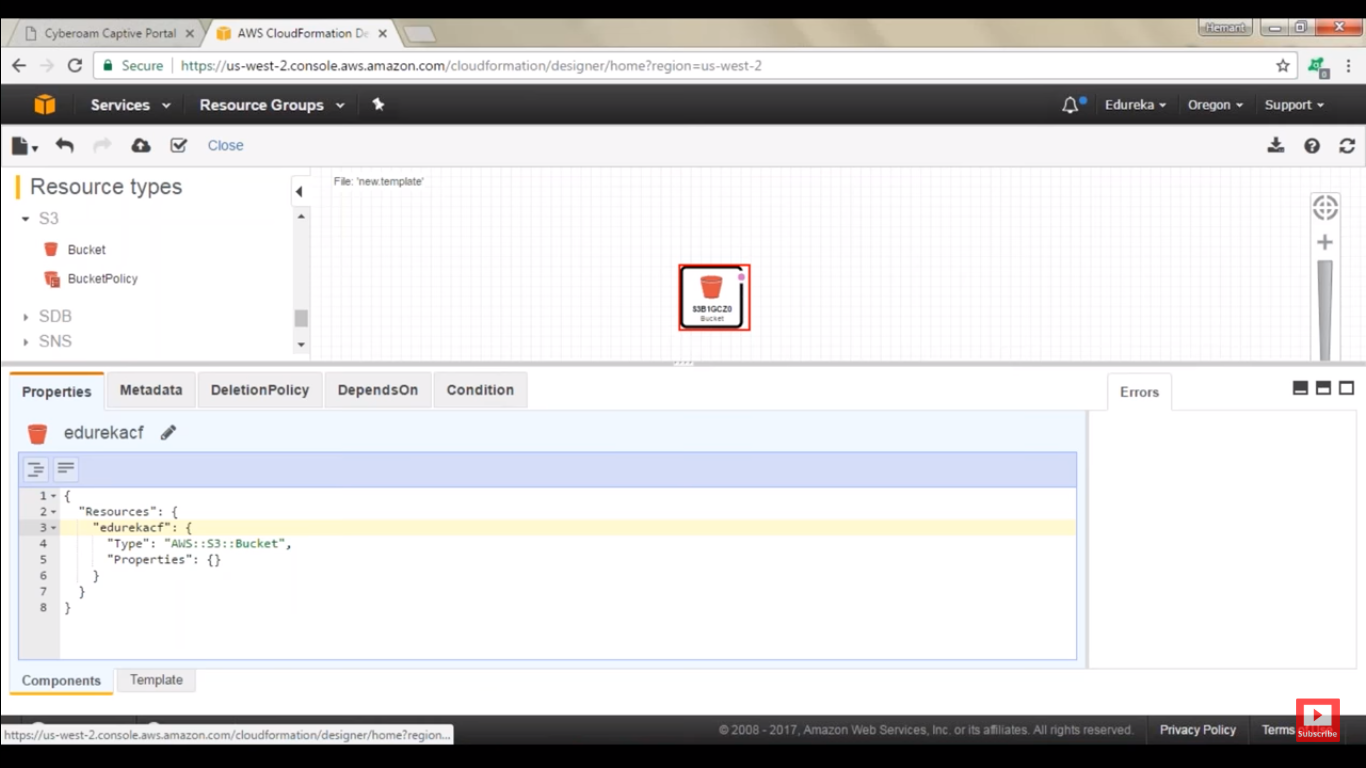 Cyberoam Captive Portal
AWS CloudFormation De
Hemant
Secure
https://us-west-2.console.aws.amazon.com/cloudformation/designer/home?region=us-west-2
Services
Resource Groups
Edureka
Oregon
Support
Close
Resource types
File: 'new.template'
S3
Bucket
BucketPolicy
SDB
SNS
S3B1GCZ0
Bucket
Properties
Metadata
DeletionPolicy
DependsOn
Condition
Errors
edurekacf
1 {
2 "Resources": {
3 "edurekacf": {
4 "Type": "AWS::S3::Bucket",
5 "Properties": {}
6 }
7 }
8 }
Components
Template
https://us-west-2.console.aws.amazon.com/cloudformation/designer/home?region...
© 2008 - 2017, Amazon Web Services, Inc. or its affiliates. All rights reserved.
Privacy Policy
Terms
Subscribe